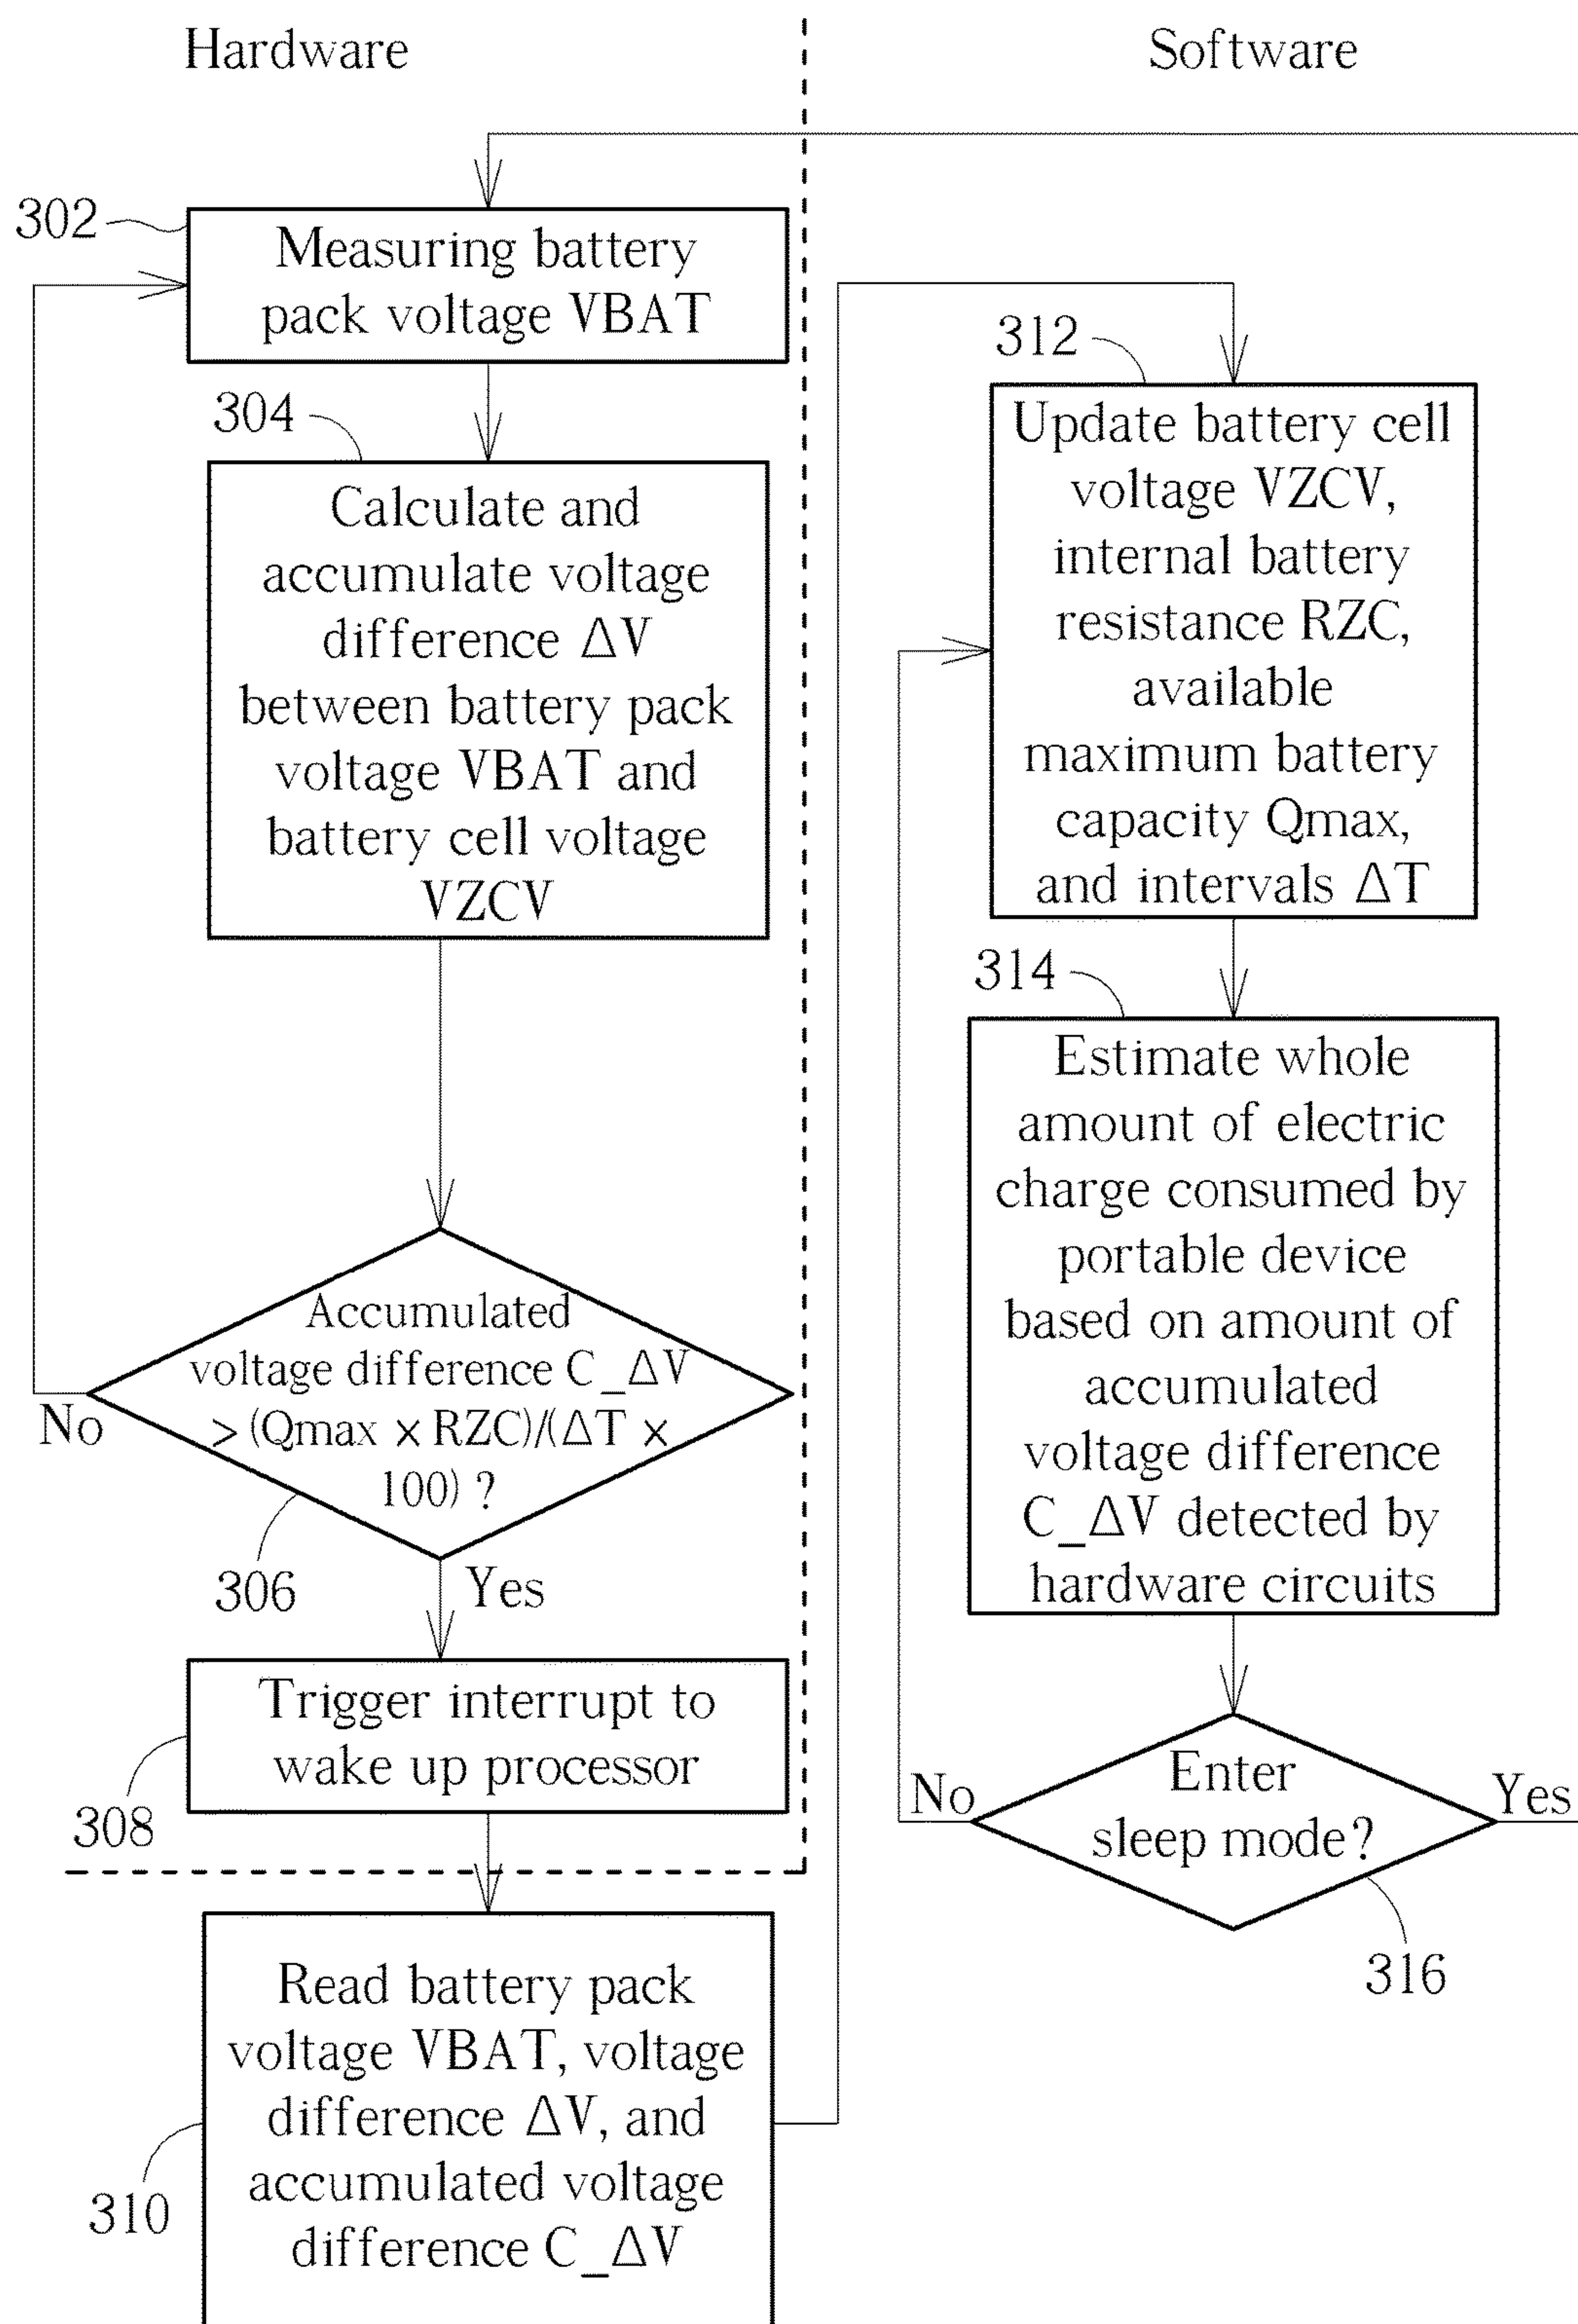 Hardware
Software
302
Measuring battery
pack voltage VBAT
304
Calculate and
accumulate voltage
difference ΔV
between battery pack
voltage VBAT and
battery cell voltage
VZCV
Accumulated
voltage difference C_ΔV
> (Qmax × RZC)/(ΔT ×
100) ?
No
306
Yes
Trigger interrupt to
wake up processor
308
Read battery pack
voltage VBAT, voltage
difference ΔV, and
accumulated voltage
difference C_ΔV
310
312
Update battery cell
voltage VZCV,
internal battery
resistance RZC,
available
maximum battery
capacity Qmax,
and intervals ΔT
314
Estimate whole
amount of electric
charge consumed by
portable device
based on amount of
accumulated
voltage difference
C_ΔV detected by
hardware circuits
No
Enter
sleep mode?
Yes
316